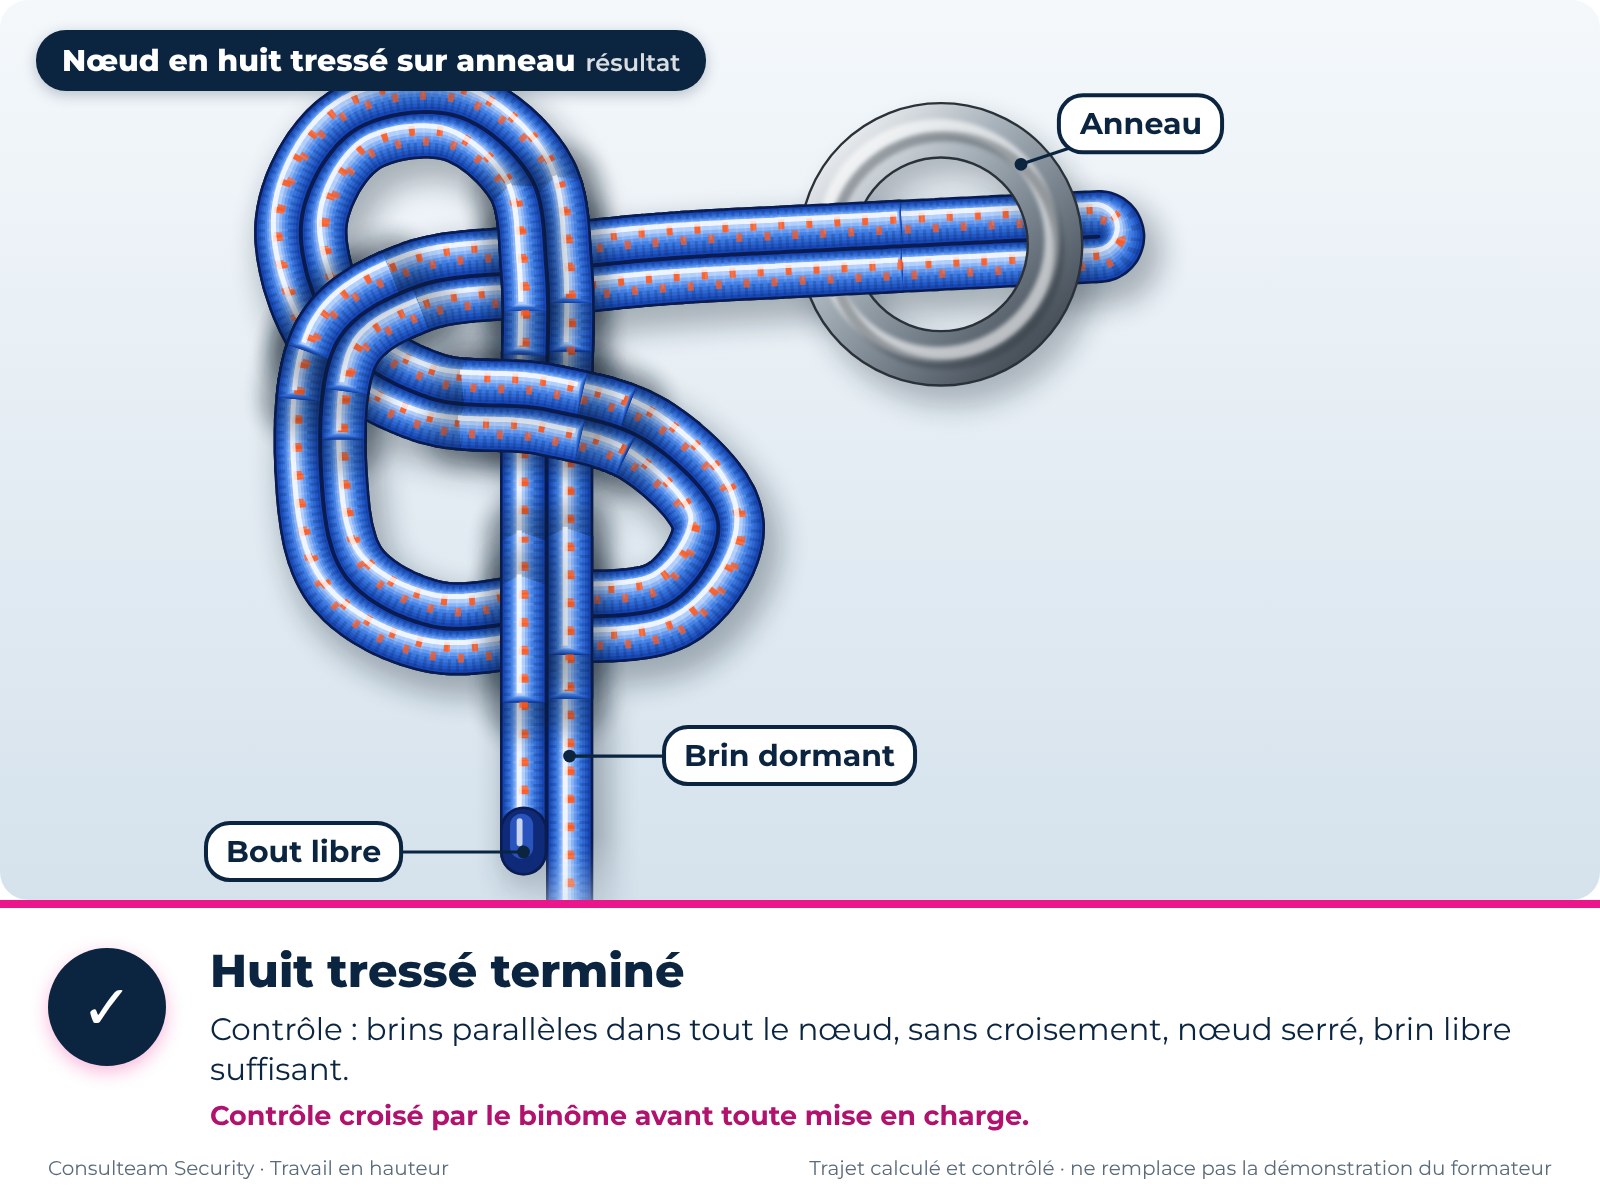 Nœud en huit tressé sur anneau résultat
Anneau
Brin dormant
Bout libre
✓
Huit tressé terminé
Contrôle : brins parallèles dans tout le nœud, sans croisement, nœud serré, brin libre
suffisant.
Contrôle croisé par le binôme avant toute mise en charge.
Consulteam Security · Travail en hauteur
Trajet calculé et contrôlé · ne remplace pas la démonstration du formateur